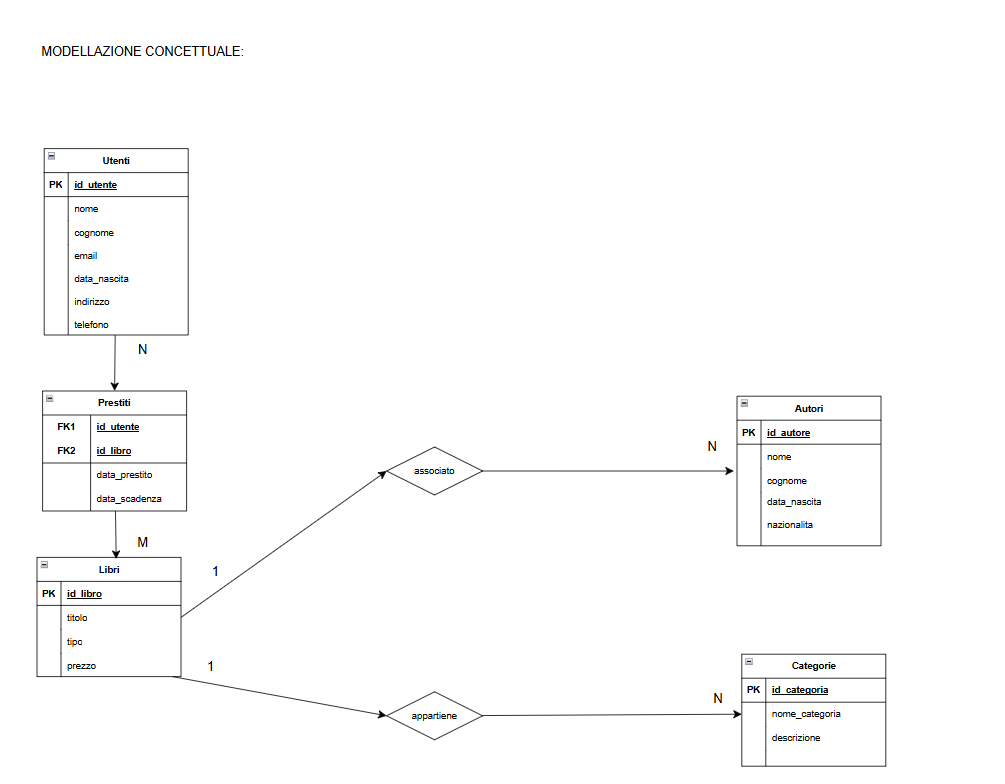 MODELLAZIONE CONCETTUALE:
Utenti
PK id_utente
nome
cognome
email
data_nascita
indirizzo
telefono
N
Prestiti
FK1 id_utente
FK2 id_libro
data_prestito
data_scadenza
M
Libri
PK id_libro
titolo
tipo
prezzo
1
associato
N
Autori
PK id_autore
nome
cognome
data_nascita
nazionalita
1
appartiene
N
Categorie
PK id_categoria
nome_categoria
descrizione